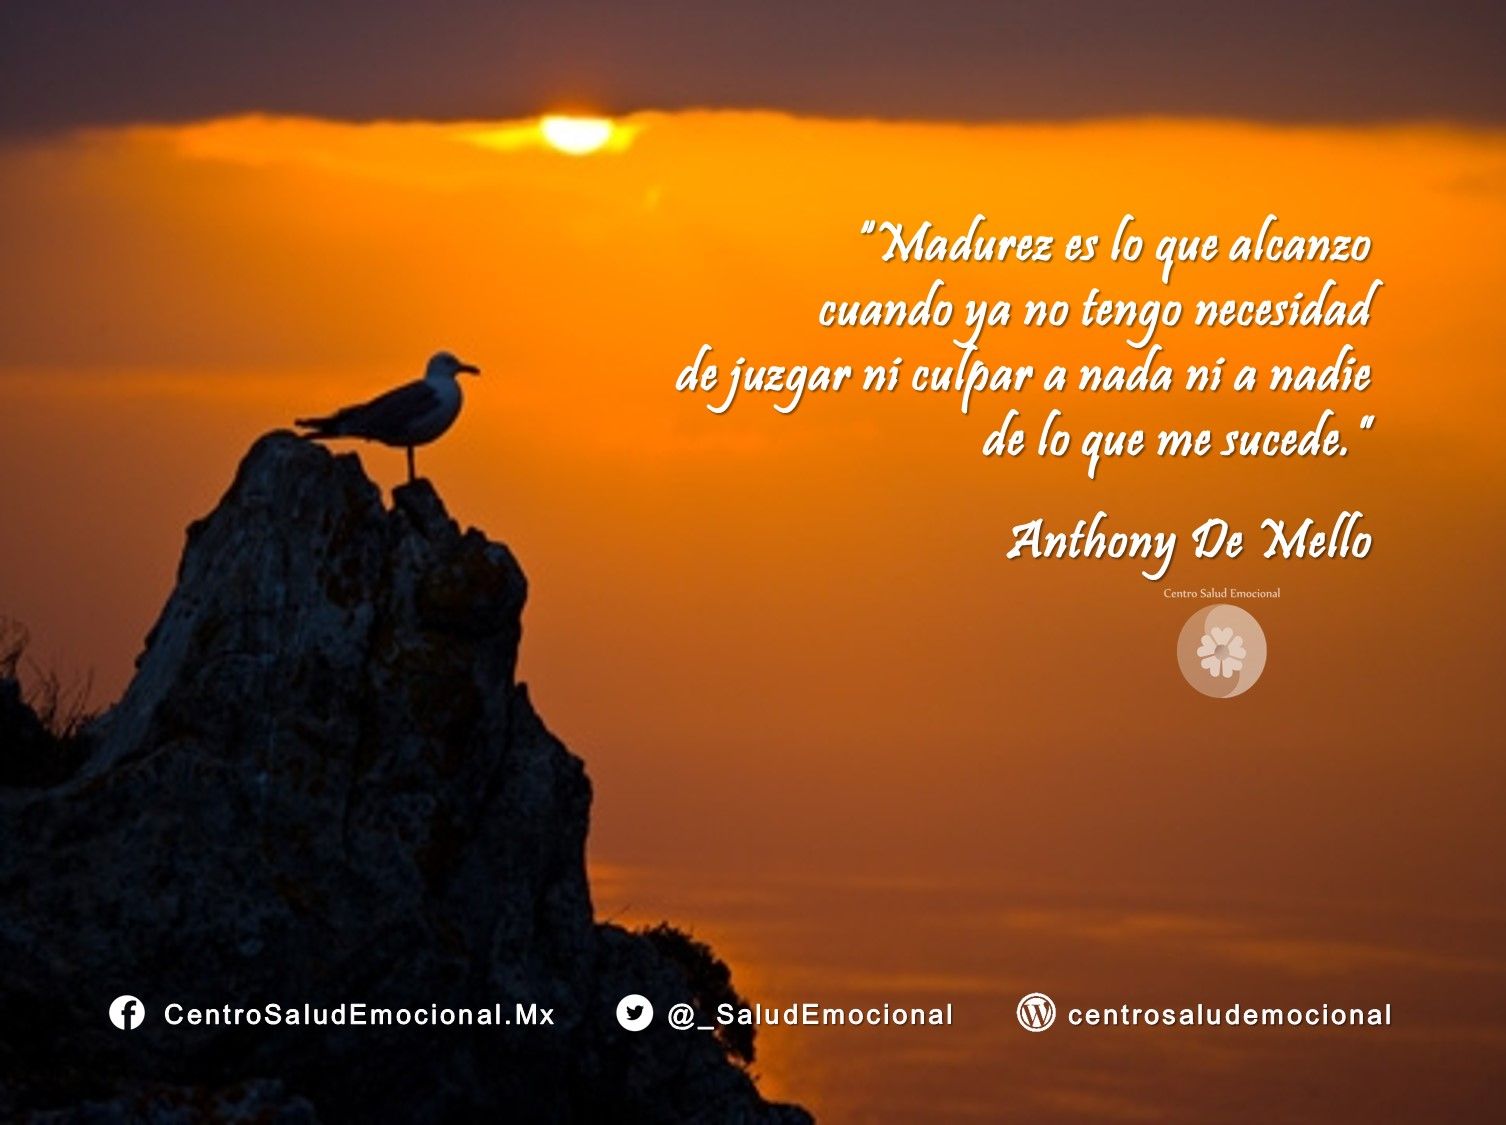 "Madurez es lo que alcanzo
cuando ya no tengo necesidad
de juzgar ni culpar a nada ni a nadie
de lo que me sucede."
Anthony De Mello
Centro Salud Emocional
CentroSaludEmocional.Mx
@_SaludEmocional
centrosaludemocional